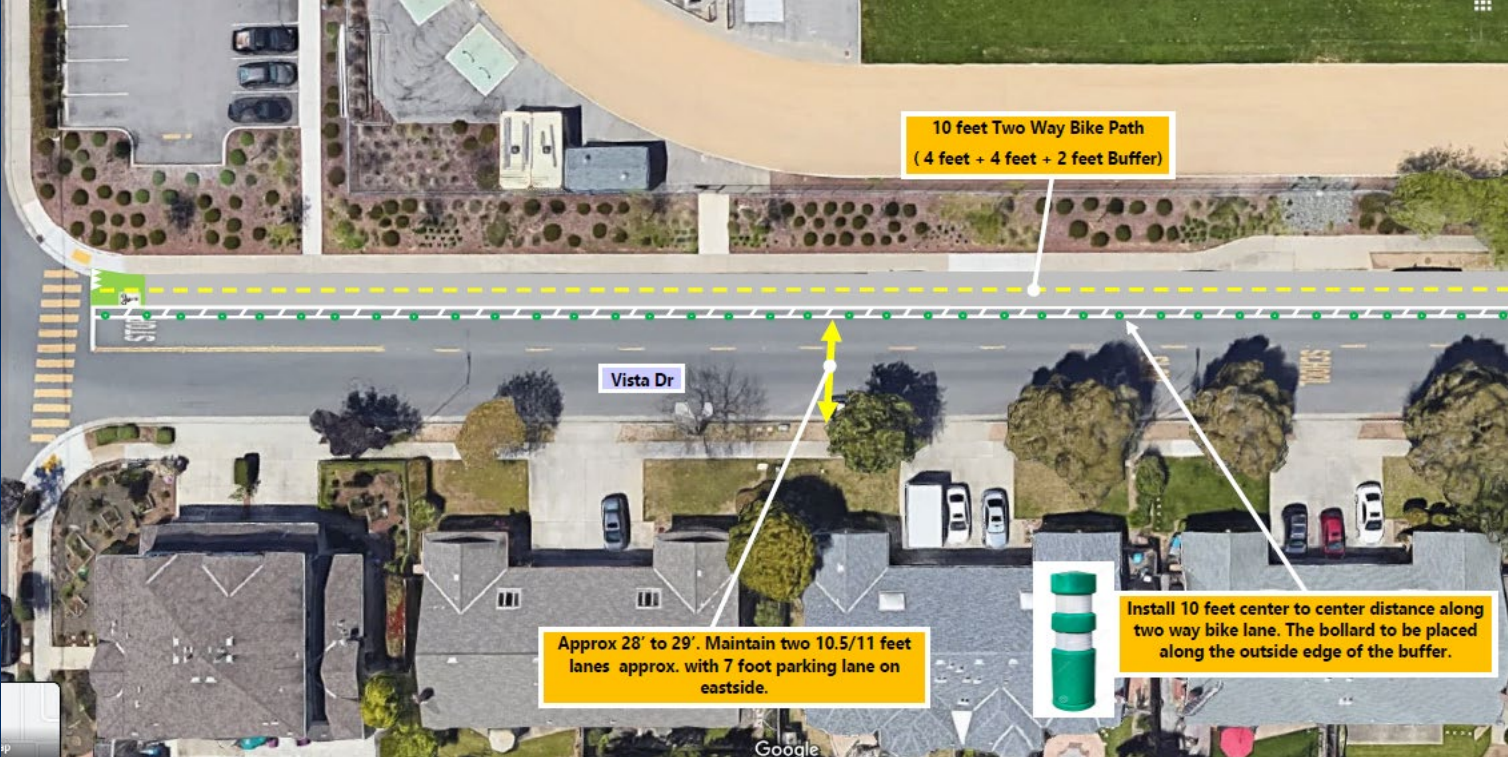 10 feet Two Way Bike Path
( 4 feet + 4 feet + 2 feet Buffer)
STOP
Vista Dr
SCHOOL
Approx 28' to 29'. Maintain two 10.5/11 feet
lanes approx. with 7 foot parking lane on
eastside.
Install 10 feet center to center distance along
two way bike lane. The bollard to be placed
along the outside edge of the buffer.
Google